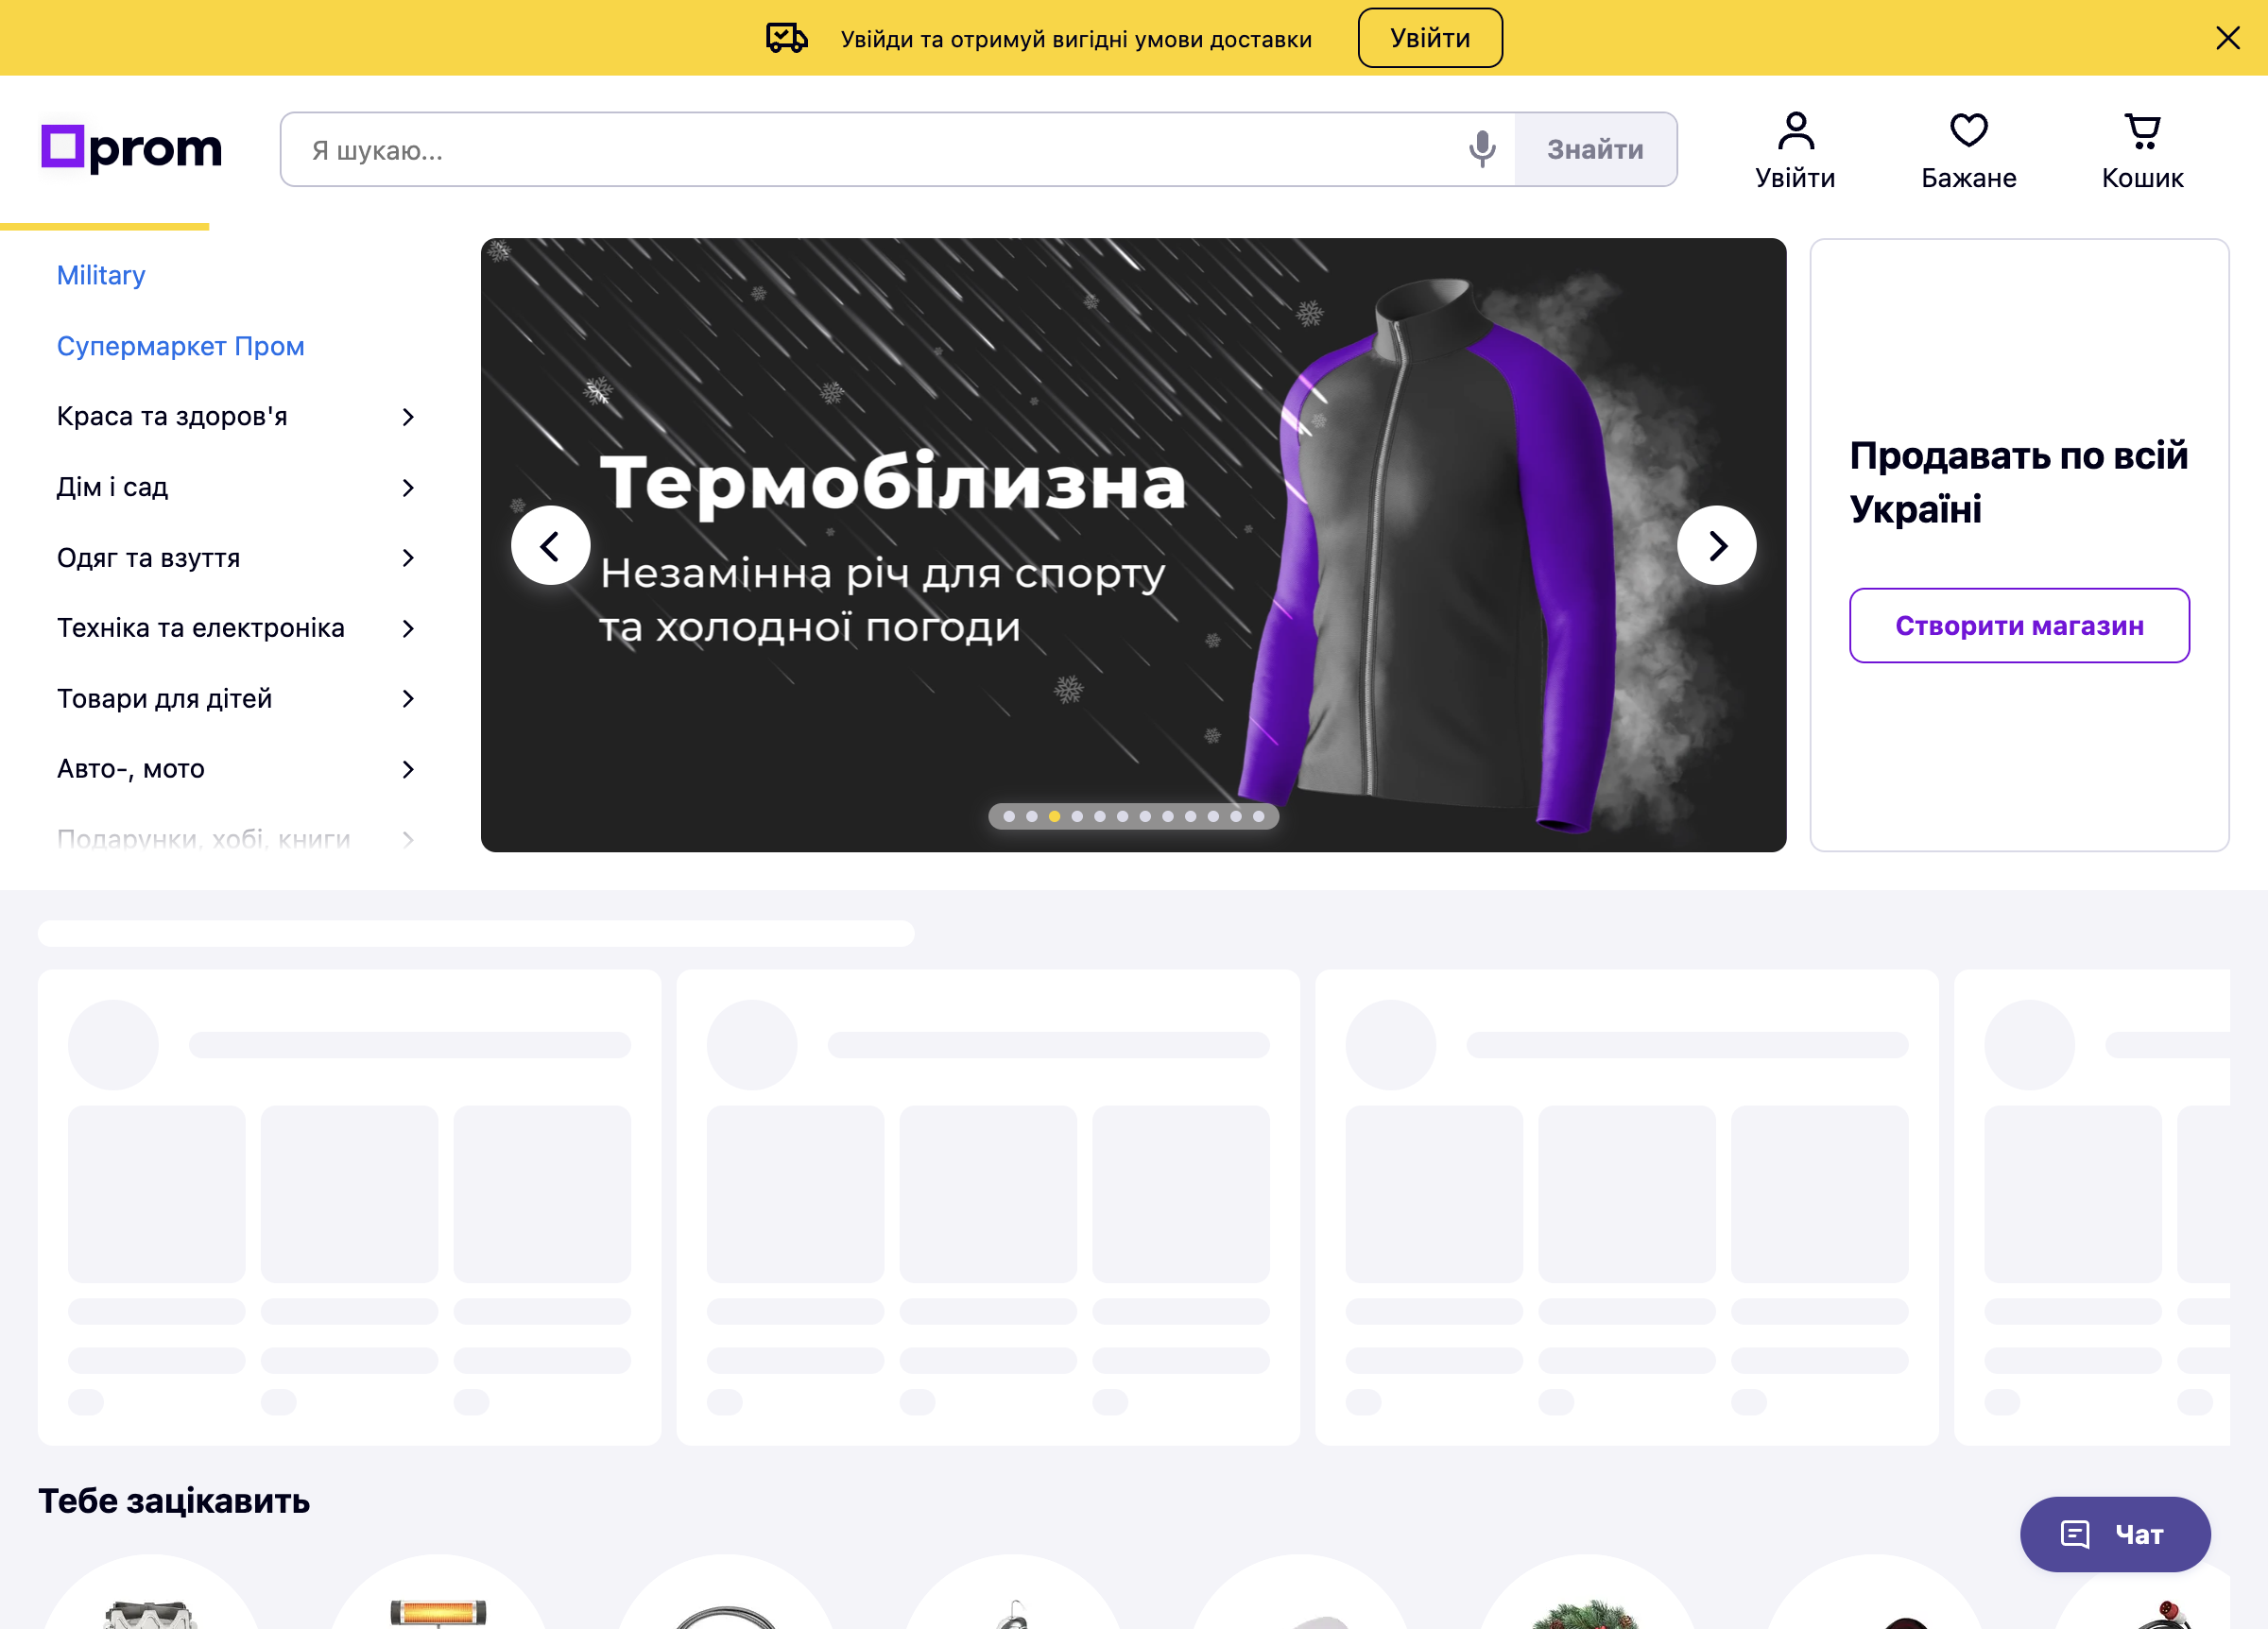 Увійди та отримуй вигідні умови доставки
Увійти
prom
Я шукаю...
Знайти
Увійти
Бажане
Кошик
Military
Супермаркет Пром
Краса та здоров'я
Дім і сад
Одяг та взуття
Техніка та електроніка
Товари для дітей
Авто-, мото
Подарунки, хобі, книги
Термобілизна
Незамінна річ для спорту
та холодної погоди
Продавать по всій
Україні
Створити магазин
Тебе зацікавить
Чат